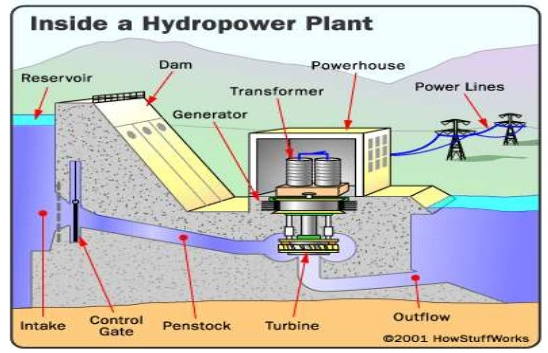 Inside a Hydropower Plant
Reservoir
Dam
Powerhouse
Transformer
Power Lines
Generator
Intake
Control
Gate
Penstock
Turbine
Outflow
©2001 HowStuffWorks